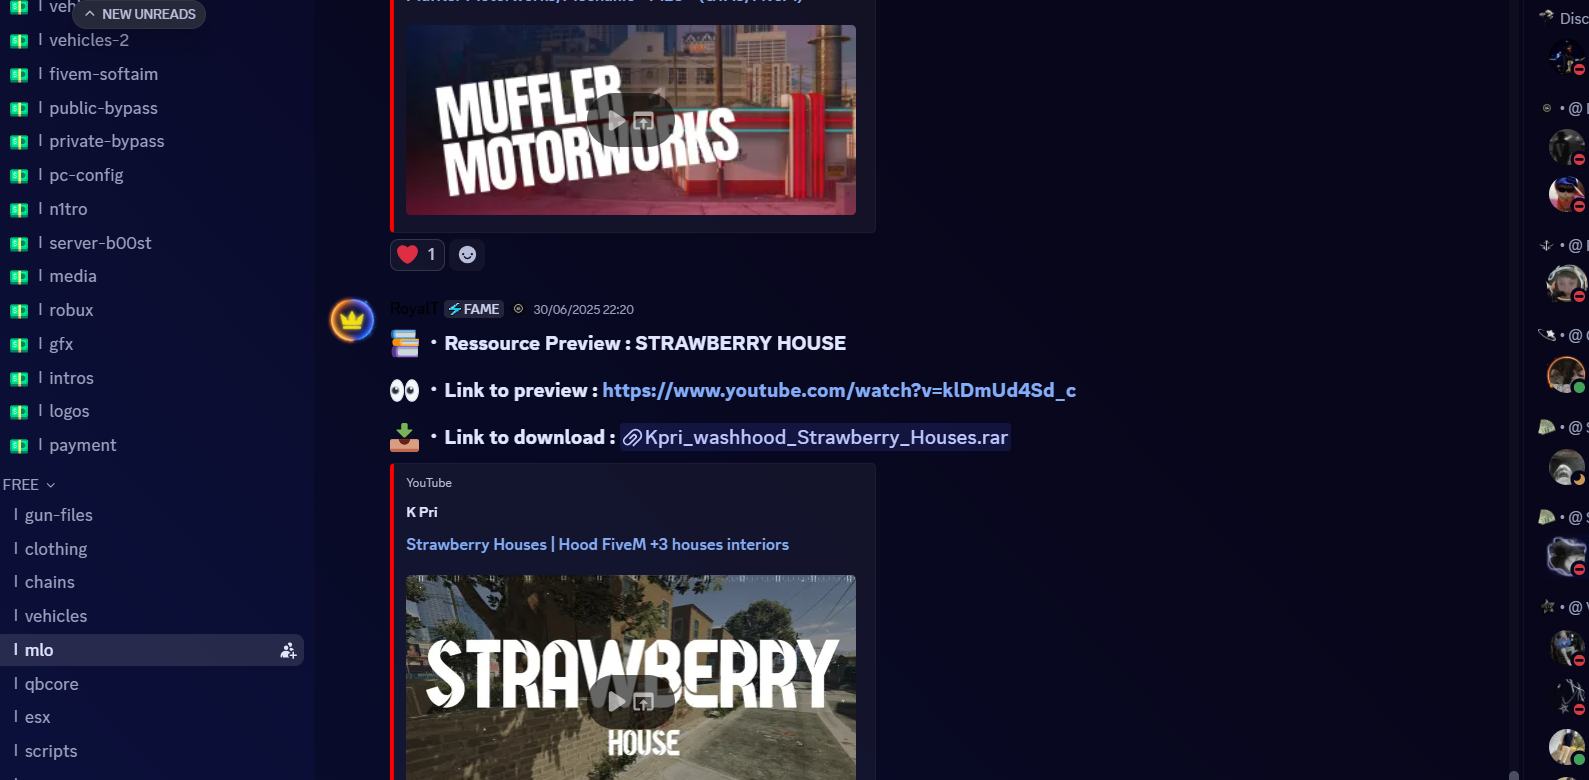 NEW UNREADS
vehicles-2
fivem-softaim
public-bypass
private-bypass
pc-config
n1tro
server-b00st
media
robux
gfx
intros
logos
payment
FREE
gun-files
clothing
chains
vehicles
mlo
qbcore
esx
scripts
MUFFLER
MOTORWORKS
1
RoyalT FAME 30/06/2025 22:20
• Ressource Preview : STRAWBERRY HOUSE
• Link to preview : https://www.youtube.com/watch?v=klDmUd4Sd_c
• Link to download : Kpri_washhood_Strawberry_Houses.rar
YouTube
K Pri
Strawberry Houses | Hood FiveM +3 houses interiors
STRAWBERRY
HOUSE
Disc